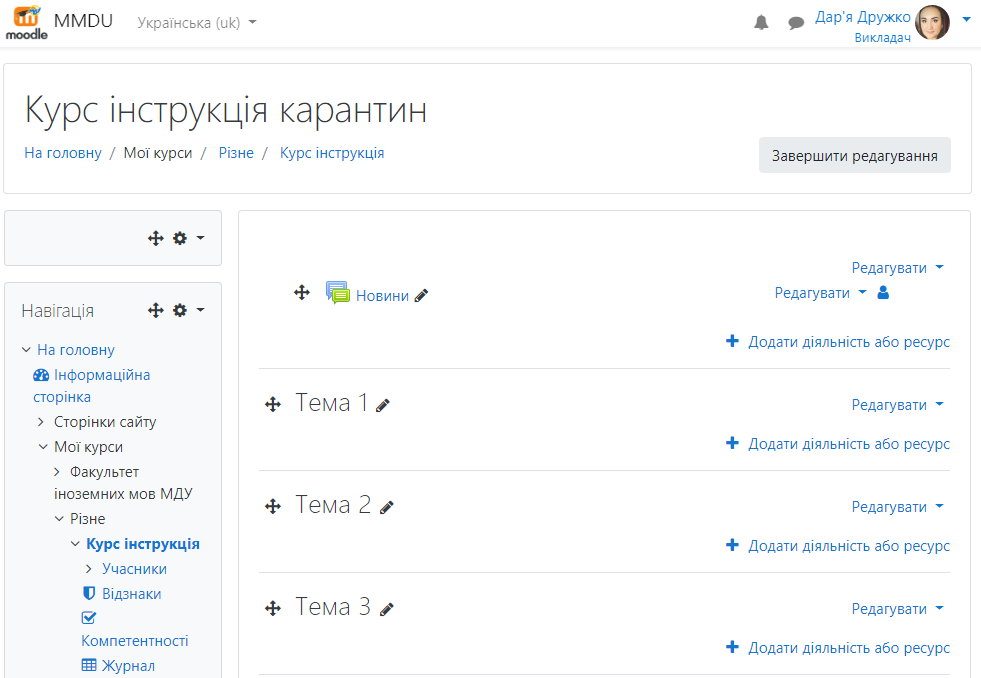 moodle MMDU Українська (uk) Дар'я Дружко
Викладач
Курс інструкція карантин
На головну / Мої курси / Різне / Курс інструкція
Завершити редагування
Навігація
На головну
Інформаційна
сторінка
Сторінки сайту
Мої курси
Факультет
іноземних мов МДУ
Різне
Курс інструкція
Учасники
Відзнаки
Компетентності
Журнал
Редагувати
Новини Редагувати
Додати діяльність або ресурс
Тема 1 Редагувати
Додати діяльність або ресурс
Тема 2 Редагувати
Додати діяльність або ресурс
Тема 3 Редагувати
Додати діяльність або ресурс